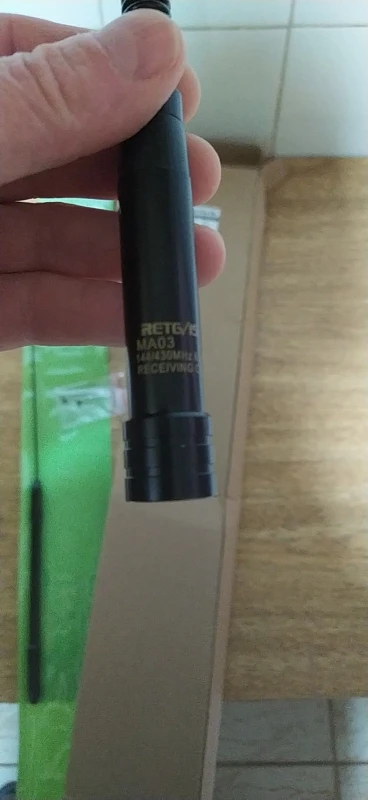 RETEVIS
MA03
144/430MHz
RECEIVING